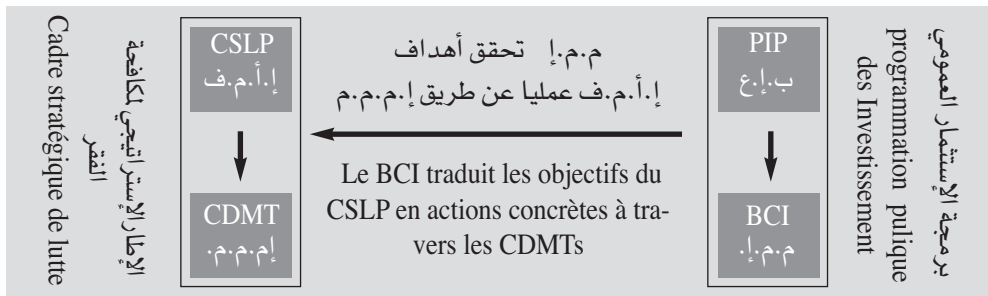 Cadre stratégique de lutte
الإطار الإستراتيجي لمكافحة
الفقر
CSLP
إ.أ.م.ف
CDMT
إم.م.م.
م.م.إ تحقق أهداف
إ.أ.م.ف عمليا عن طريق إ.م.م.م
Le BCI traduit les objectifs du
CSLP en actions concrètes à tra-
vers les CDMTs
PIP
ب.إ.ع
BCI
م.م.إ.
برمجة الإستثمار العمومي
programmation pulique
des Investissement